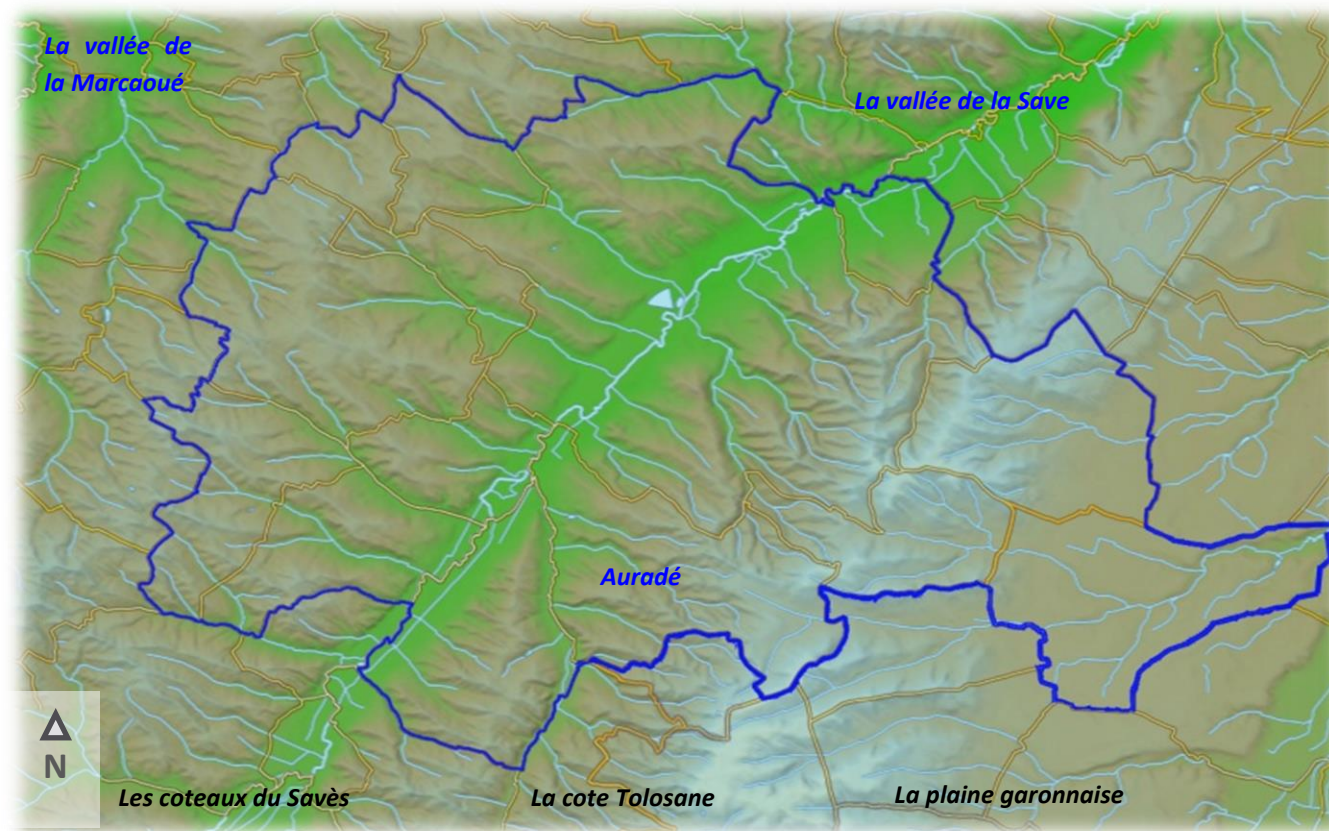 La vallée de
la Marcaoué
La vallée de la Save
Auradé
N
Les coteaux du Savès
La cote Tolosane
La plaine garonnaise